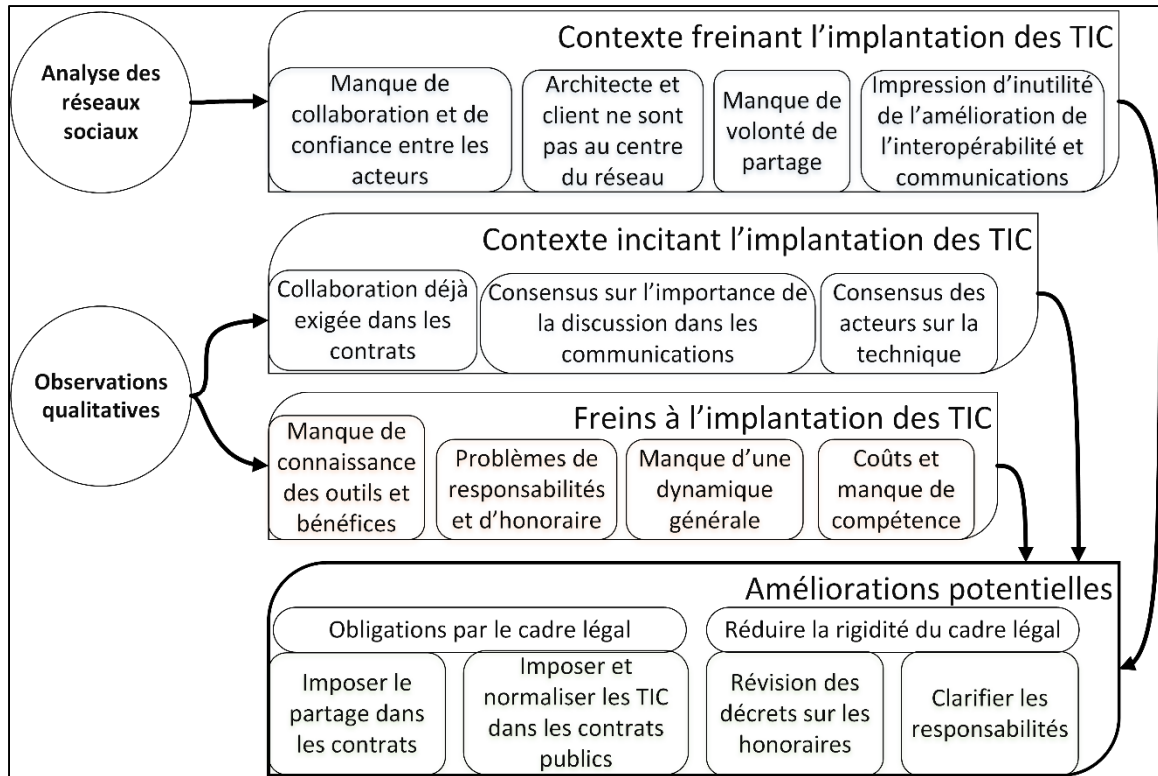 Analyse des
réseaux
sociaux
Contexte freinant l'implantation des TIC
Manque de
collaboration et de
confiance entre les
acteurs
Architecte et
client ne sont
pas au centre
du réseau
Manque de
volonté de
partage
Impression d'inutilité
de l'amélioration de
l'interopérabilité et
communications
Observations
qualitatives
Contexte incitant l'implantation des TIC
Collaboration déjà
exigée dans les
contrats
Consensus sur l'importance de
la discussion dans les
communications
Consensus des
acteurs sur la
technique
Freins à l'implantation des TIC
Manque de
connaissance
des outils et
bénéfices
Problèmes de
responsabilités
et d'honoraire
Manque d'une
dynamique
générale
Coûts et
manque de
compétence
Améliorations potentielles
Obligations par le cadre légal
Réduire la rigidité du cadre légal
Imposer le
partage dans
les contrats
Imposer et
normaliser les TIC
dans les contrats
publics
Révision des
décrets sur les
honoraires
Clarifier les
responsabilités